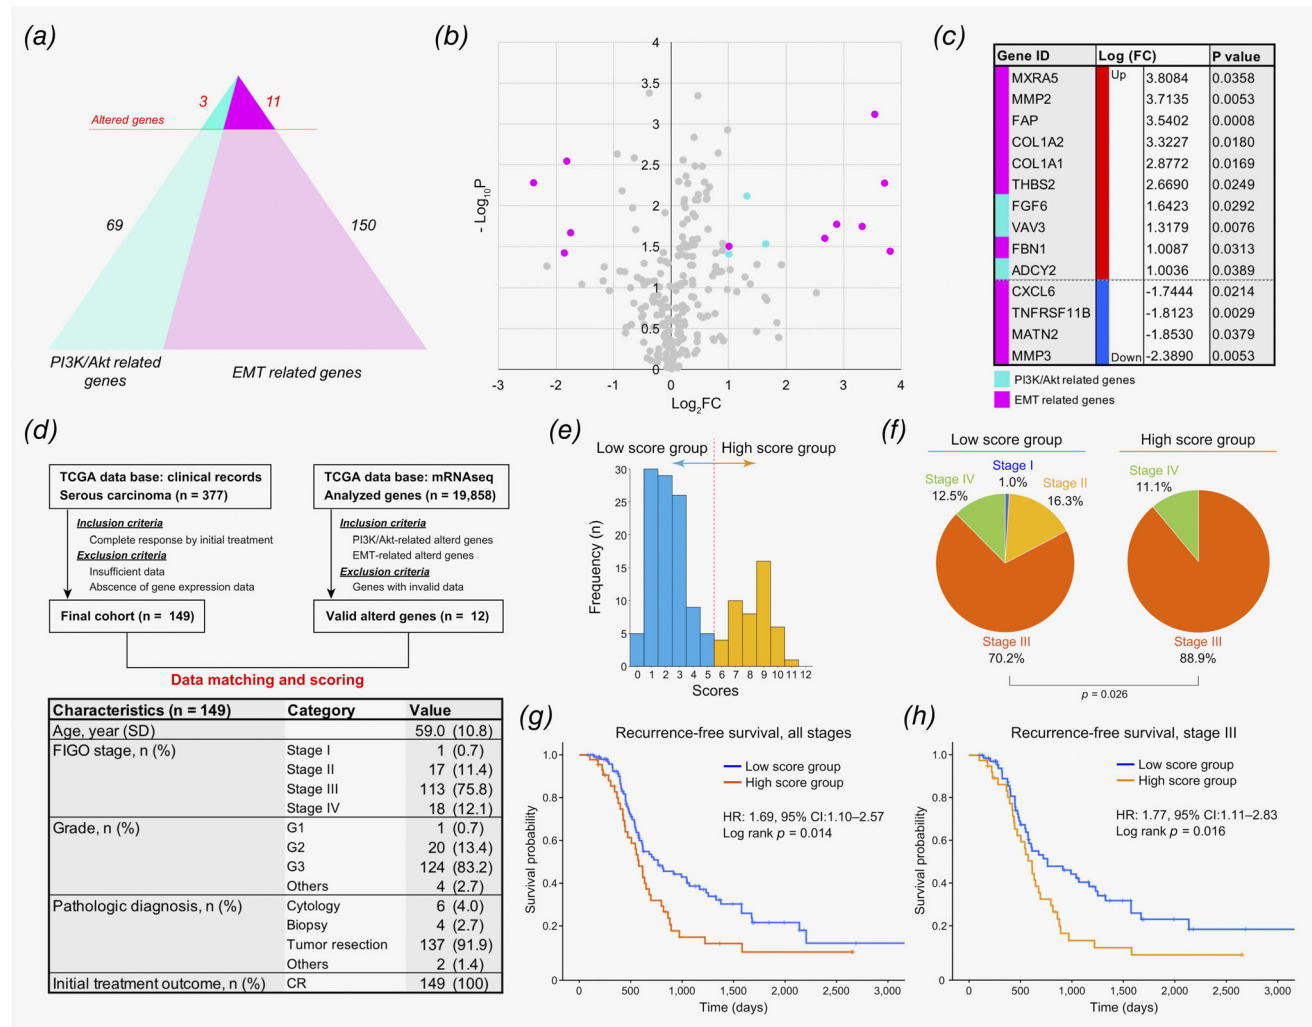 (a)
3
11
Altered genes
69
150
PI3K/Akt related
genes
EMT related genes
(b)
- Log10P
4
3.5
3
2.5
2
1.5
1
0.5
0
-3 -2 -1 0 1 2 3 4
Log2FC
(c)
Gene ID Log (FC) P value
MXRA5 Up 3.8084 0.0358
MMP2 3.7135 0.0053
FAP 3.5402 0.0008
COL1A2 3.3227 0.0180
COL1A1 2.8772 0.0169
THBS2 2.6690 0.0249
FGF6 1.6423 0.0292
VAV3 1.3179 0.0076
FBN1 1.0087 0.0313
ADCY2 1.0036 0.0389
CXCL6 -1.7444 0.0214
TNFRSF11B -1.8123 0.0029
MATN2 -1.8530 0.0379
MMP3 Down -2.3890 0.0053
PI3K/Akt related genes
EMT related genes
(d)
TCGA data base: clinical records
Serous carcinoma (n = 377)
Inclusion criteria
Complete response by initial treatment
Exclusion criteria
Insufficient data
Absence of gene expression data
Final cohort (n = 149)
TCGA data base: mRNAseq
Analyzed genes (n = 19,858)
Inclusion criteria
PI3K/Akt-related alterd genes
EMT-related alterd genes
Exclusion criteria
Genes with invalid data
Valid alterd genes (n = 12)
Data matching and scoring
Characteristics (n = 149) Category Value
Age, year (SD) 59.0 (10.8)
FIGO stage, n (%) Stage I 1 (0.7)
Stage II 17 (11.4)
Stage III 113 (75.8)
Stage IV 18 (12.1)
Grade, n (%) G1 1 (0.7)
G2 20 (13.4)
G3 124 (83.2)
Others 4 (2.7)
Pathologic diagnosis, n (%) Cytology 6 (4.0)
Biopsy 4 (2.7)
Tumor resection 137 (91.9)
Others 2 (1.4)
Initial treatment outcome, n (%) CR 149 (100)
(e)
Low score group High score group
Frequency (n)
30
25
20
15
10
5
0
0 1 2 3 4 5 6 7 8 9 10 11 12
Scores
(f)
Low score group
Stage I
1.0%
Stage II
16.3%
Stage IV
12.5%
Stage III
70.2%
High score group
Stage IV
11.1%
Stage III
88.9%
p = 0.026
(g)
Recurrence-free survival, all stages
Low score group
High score group
HR: 1.69, 95% CI:1.10–2.57
Log rank p = 0.014
Survival probability
1.0
0.8
0.6
0.4
0.2
0
0 500 1,000 1,500 2,000 2,500 3,000
Time (days)
(h)
Recurrence-free survival, stage III
Low score group
High score group
HR: 1.77, 95% CI:1.11–2.83
Log rank p = 0.016
Survival probability
1.0
0.8
0.6
0.4
0.2
0
0 500 1,000 1,500 2,000 2,500 3,000
Time (days)